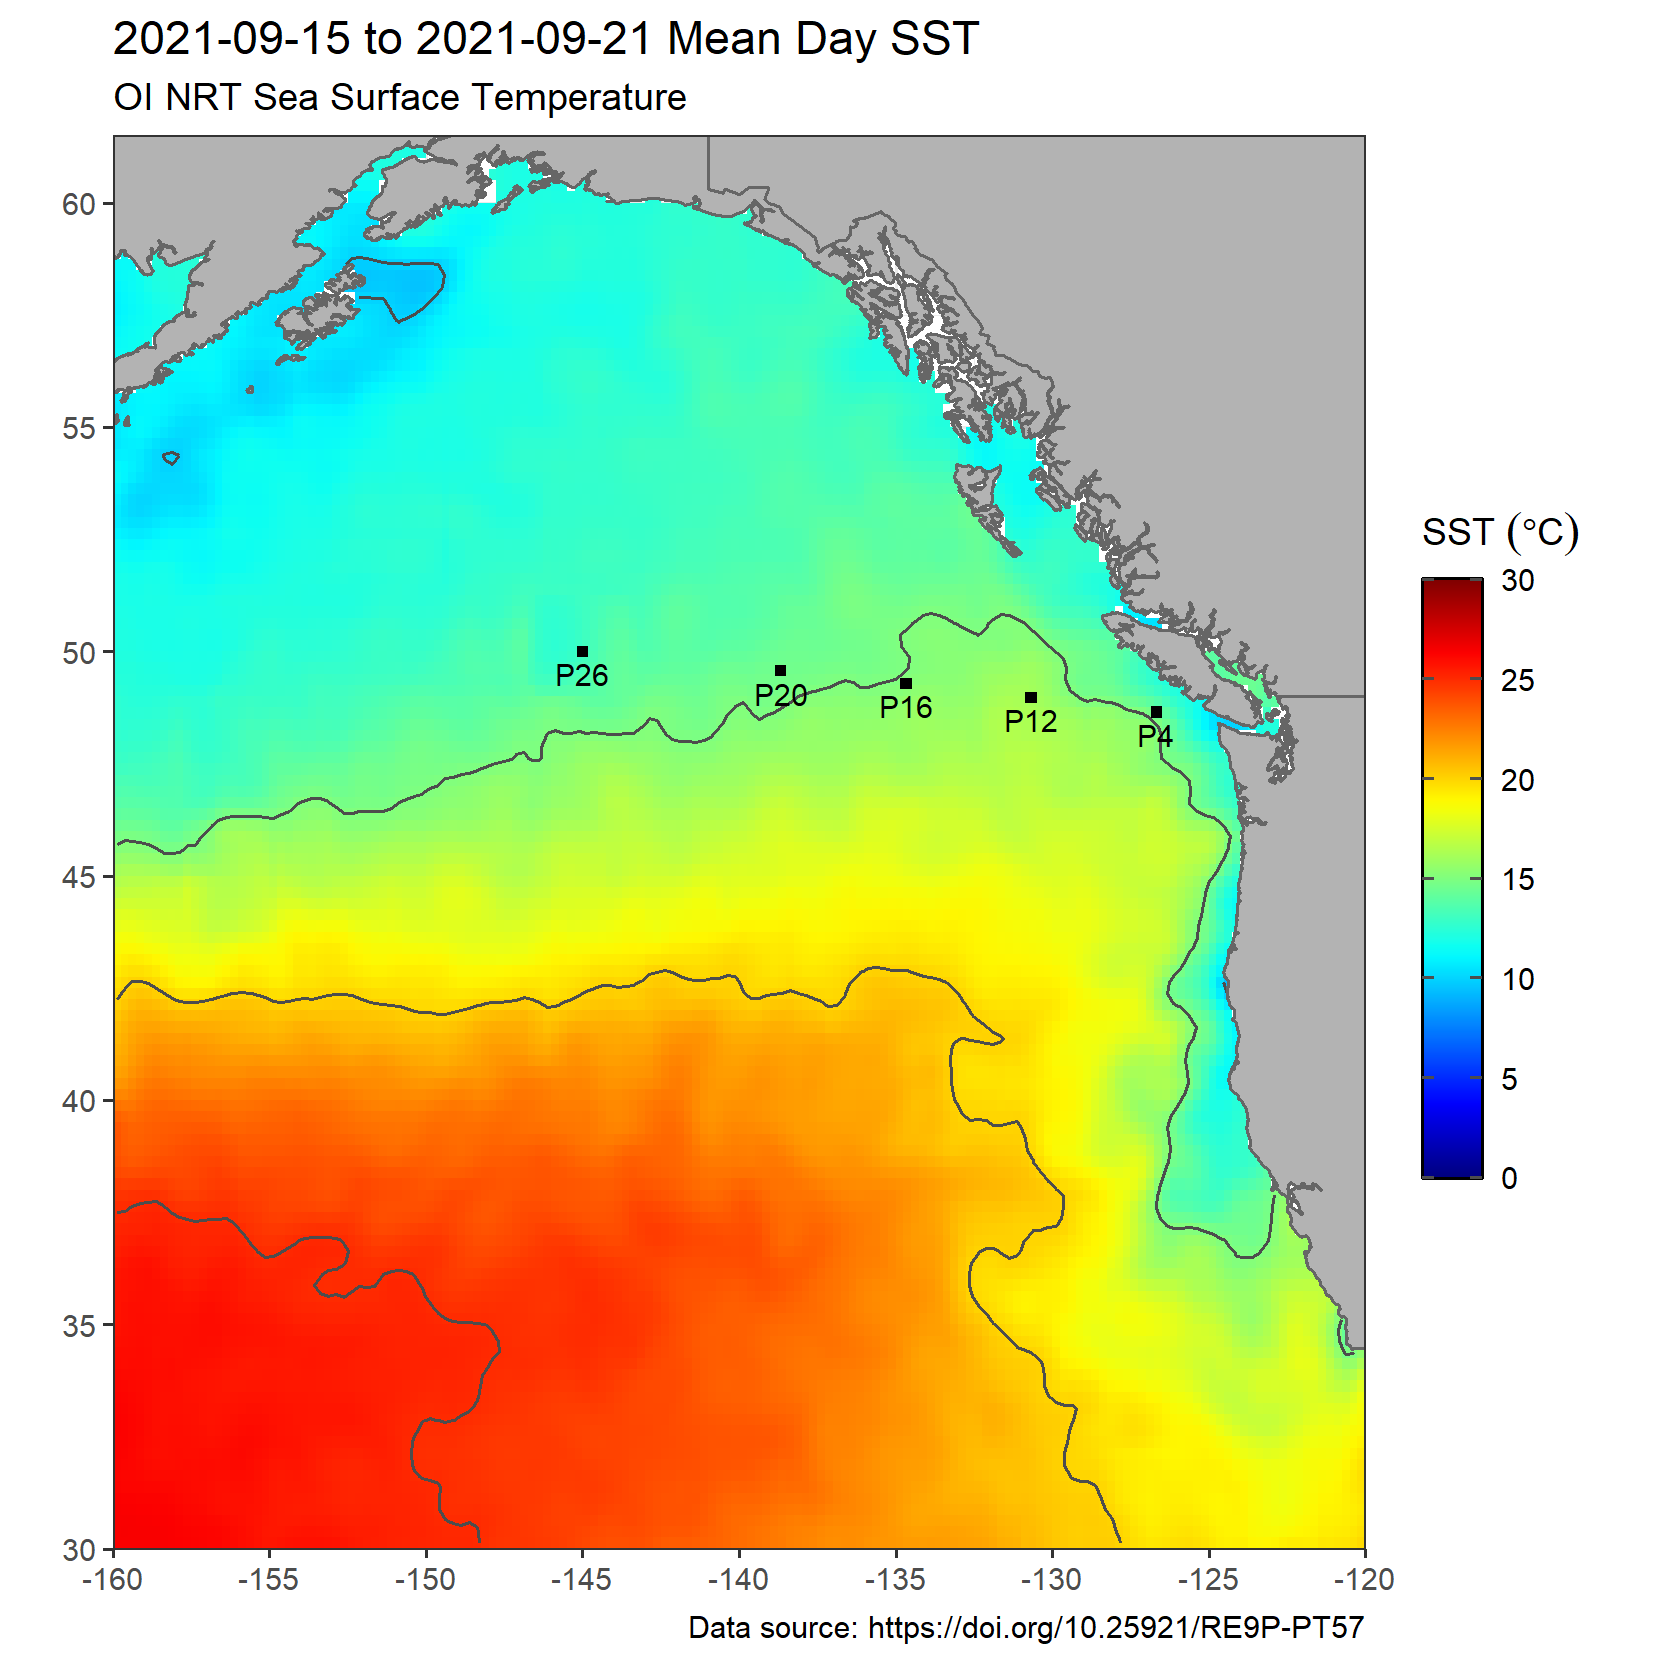 2021-09-15 to 2021-09-21 Mean Day SST
OI NRT Sea Surface Temperature
60
55
50
45
40
35
30
P26
P20
P16
P12
P4
-160
-155
-150
-145
-140
-135
-130
-125
-120
SST (°C)
30
25
20
15
10
5
0
Data source: https://doi.org/10.25921/RE9P-PT57